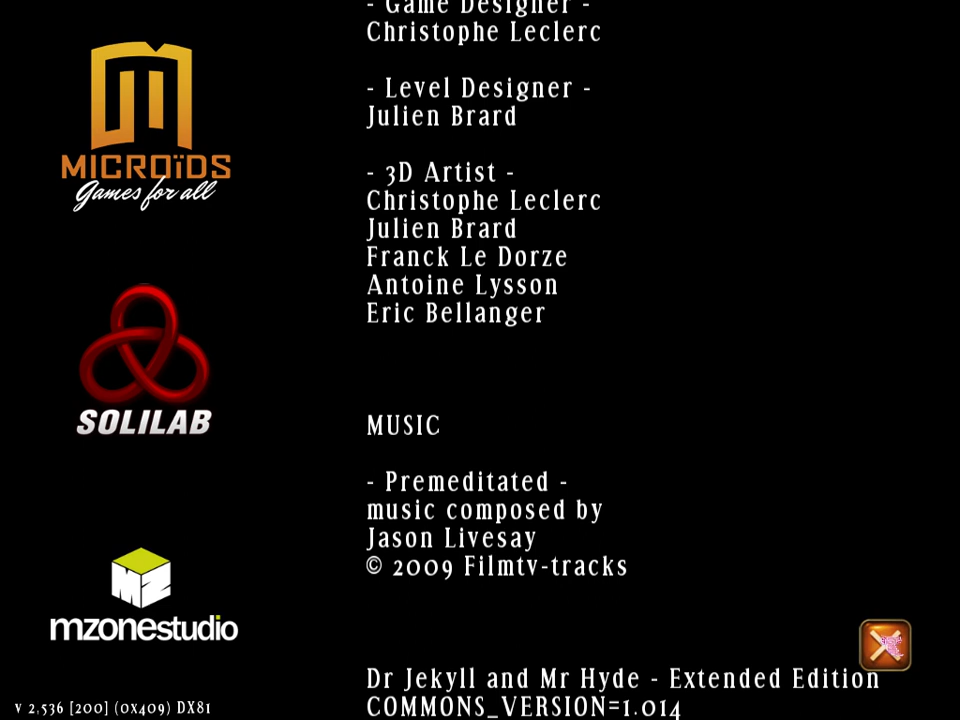 - Game Designer -
Christophe Leclerc
- Level Designer -
Julien Brard
- 3D Artist -
Christophe Leclerc
Julien Brard
Franck Le Dorze
Antoine Lysson
Eric Bellanger
MUSIC
- Premeditated -
music composed by
Jason Livesay
© 2009 Filmtv-tracks
Dr Jekyll and Mr Hyde - Extended Edition
COMMONS_VERSION=1.014
MICROÏDS
Games for all
SOLILAB
MZ
mzonestudio
v 2,536 [200] (0x409) DX81